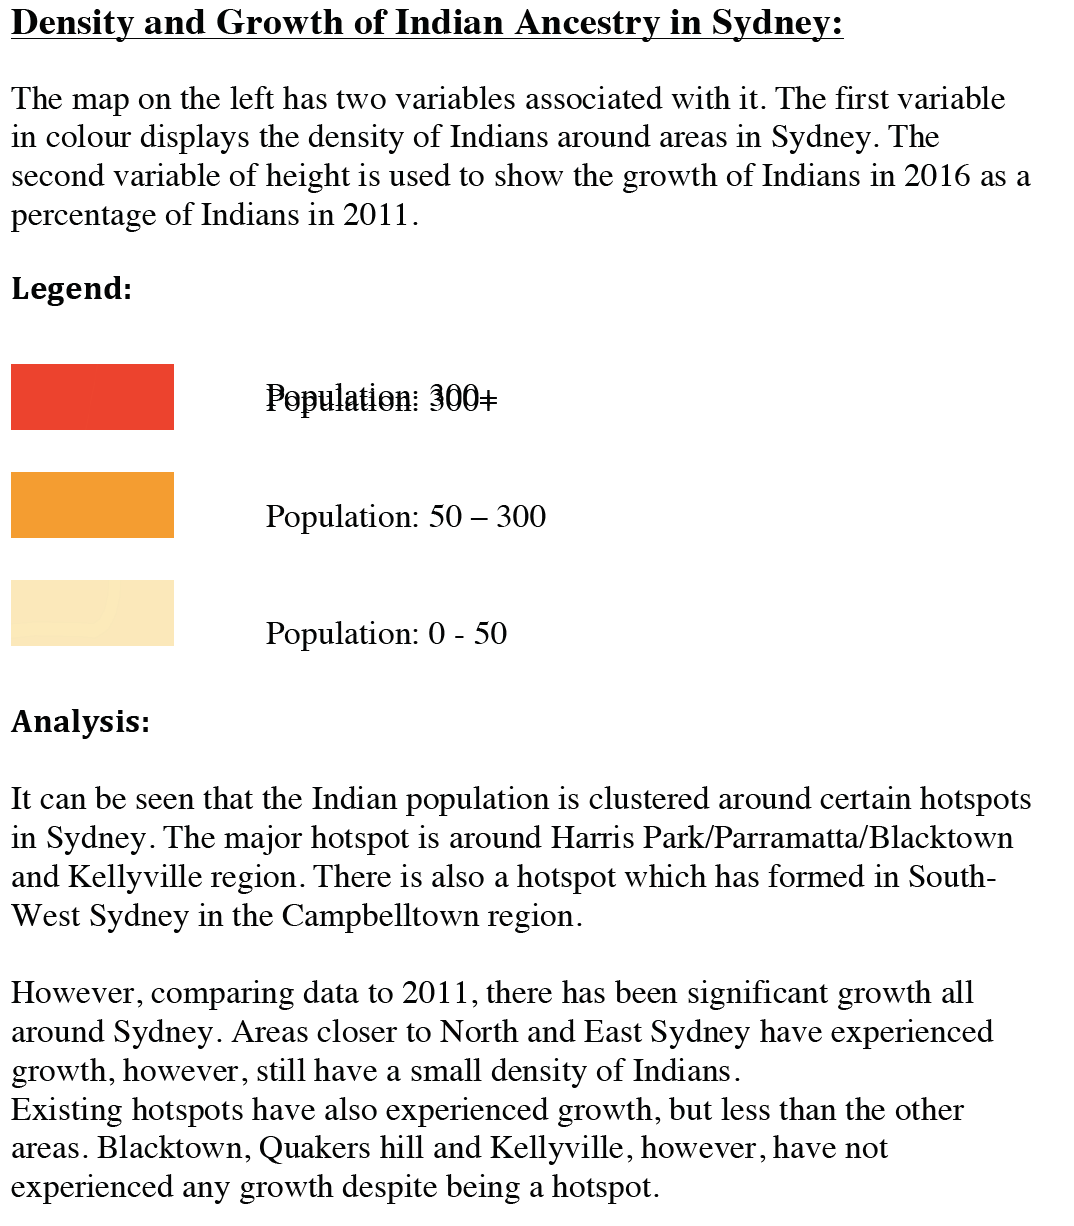 Density and Growth of Indian Ancestry in Sydney:
The map on the left has two variables associated with it. The first variable
in colour displays the density of Indians around areas in Sydney. The
second variable of height is used to show the growth of Indians in 2016 as a
percentage of Indians in 2011.
Legend:
Population: 300+
Population: 300+
Population: 50 – 300
Population: 0 - 50
Analysis:
It can be seen that the Indian population is clustered around certain hotspots
in Sydney. The major hotspot is around Harris Park/Parramatta/Blacktown
and Kellyville region. There is also a hotspot which has formed in South-
West Sydney in the Campbelltown region.
However, comparing data to 2011, there has been significant growth all
around Sydney. Areas closer to North and East Sydney have experienced
growth, however, still have a small density of Indians.
Existing hotspots have also experienced growth, but less than the other
areas. Blacktown, Quakers hill and Kellyville, however, have not
experienced any growth despite being a hotspot.